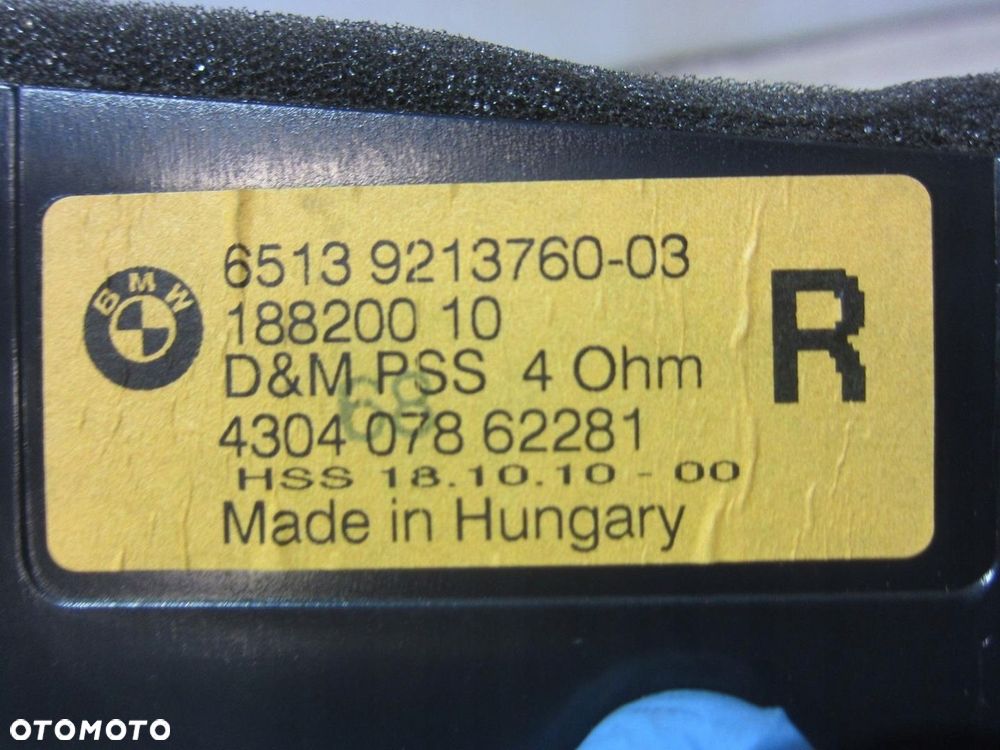 BMW
6513 9213760-03
188200 10
D&M PSS 4 Ohm
68
4304 078 62281
HSS 18.10.10 - 00
Made in Hungary
R
OTOMOTO